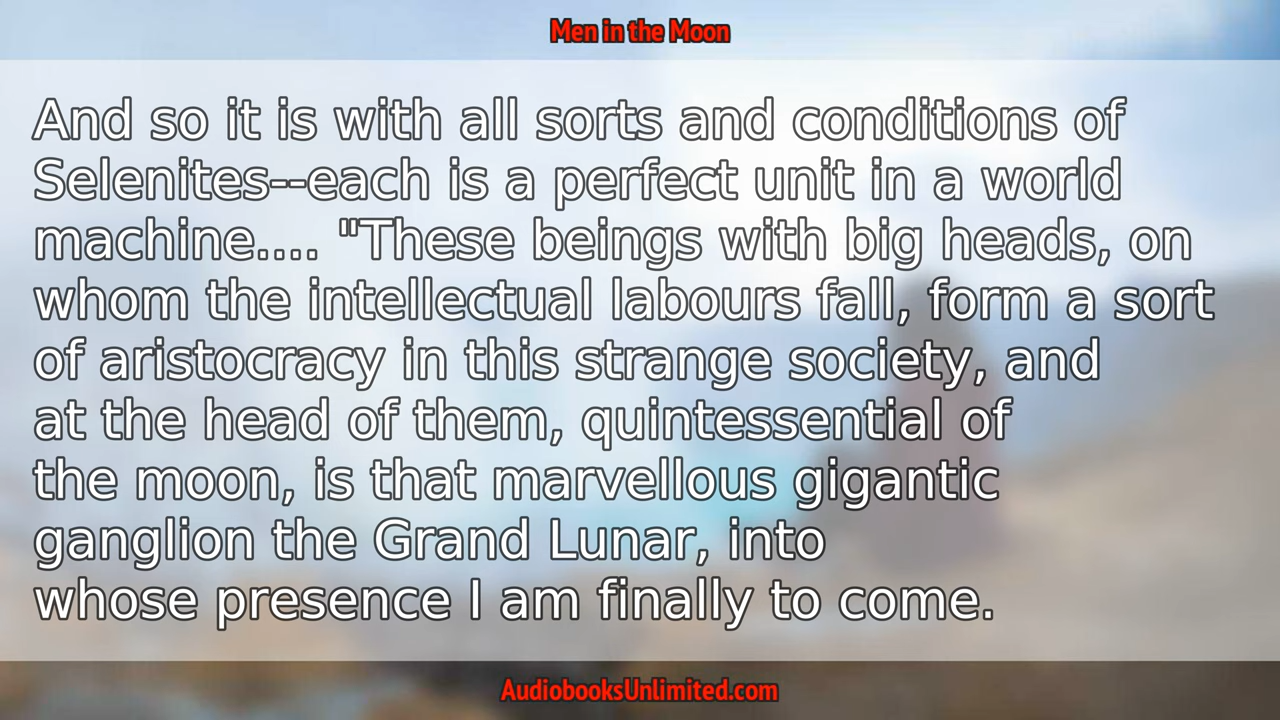 Men in the Moon
And so it is with all sorts and conditions of
Selenites--each is a perfect unit in a world
machine.... "These beings with big heads, on
whom the intellectual labours fall, form a sort
of aristocracy in this strange society, and
at the head of them, quintessential of
the moon, is that marvellous gigantic
ganglion the Grand Lunar, into
whose presence I am finally to come.
AudiobooksUnlimited.com